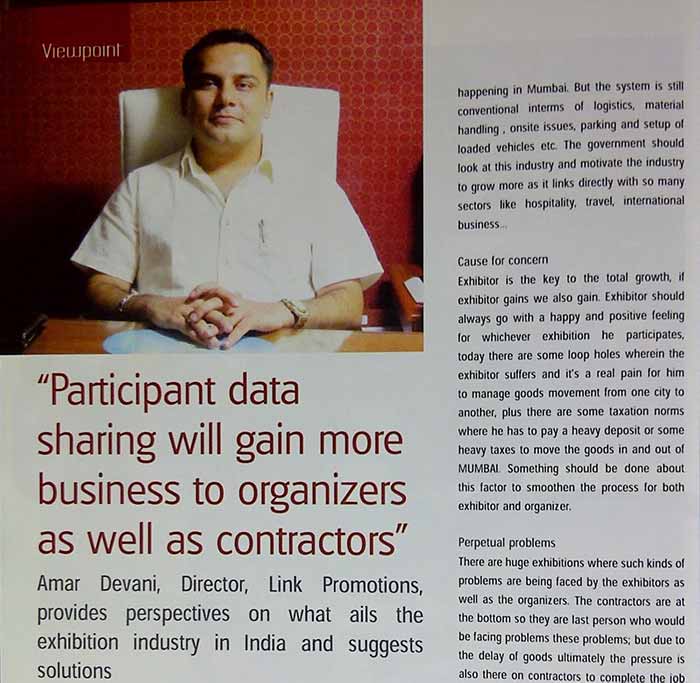 Viewpoint
"Participant data
sharing will gain more
business to organizers
as well as contractors"
Amar Devani, Director, Link Promotions,
provides perspectives on what ails the
exhibition industry in India and suggests
solutions
happening in Mumbai. But the system is still
conventional interms of logistics, material
handling , onsite issues, parking and setup of
loaded vehicles etc. The government should
look at this industry and motivate the industry
to grow more as it links directly with so many
sectors like hospitality, travel, international
business...
Cause for concern
Exhibitor is the key to the total growth, if
exhibitor gains we also gain. Exhibitor should
always go with a happy and positive feeling
for whichever exhibition he participates,
today there are some loop holes wherein the
exhibitor suffers and it's a real pain for him
to manage goods movement from one city to
another, plus there are some taxation norms
where he has to pay a heavy deposit or some
heavy taxes to move the goods in and out of
MUMBAI. Something should be done about
this factor to smoothen the process for both
exhibitor and organizer.
Perpetual problems
There are huge exhibitions where such kinds of
problems are being faced by the exhibitors as
well as the organizers. The contractors are at
the bottom so they are last person who would
be facing problems these problems; but due to
the delay of goods ultimately the pressure is
also there on contractors to complete the job